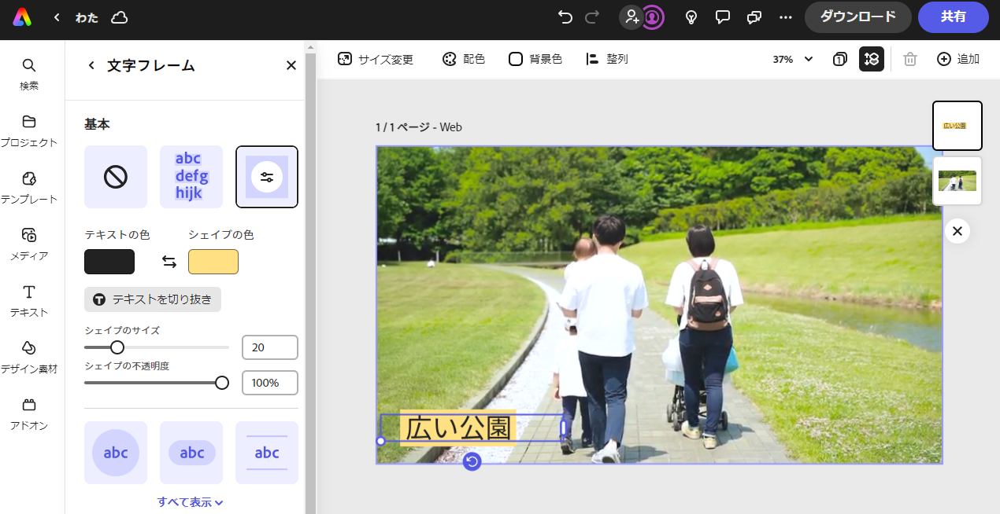 わた
ダウンロード
共有
検索
プロジェクト
テンプレート
メディア
テキスト
デザイン素材
アドオン
文字フレーム
基本
abc
defg
hijk
テキストの色
シェイプの色
テキストを切り抜き
シェイプのサイズ
20
シェイプの不透明度
100%
abc
abc
abc
すべて表示
サイズ変更
配色
背景色
整列
37%
1
追加
1 / 1 ページ - Web
広い公園
広い公園